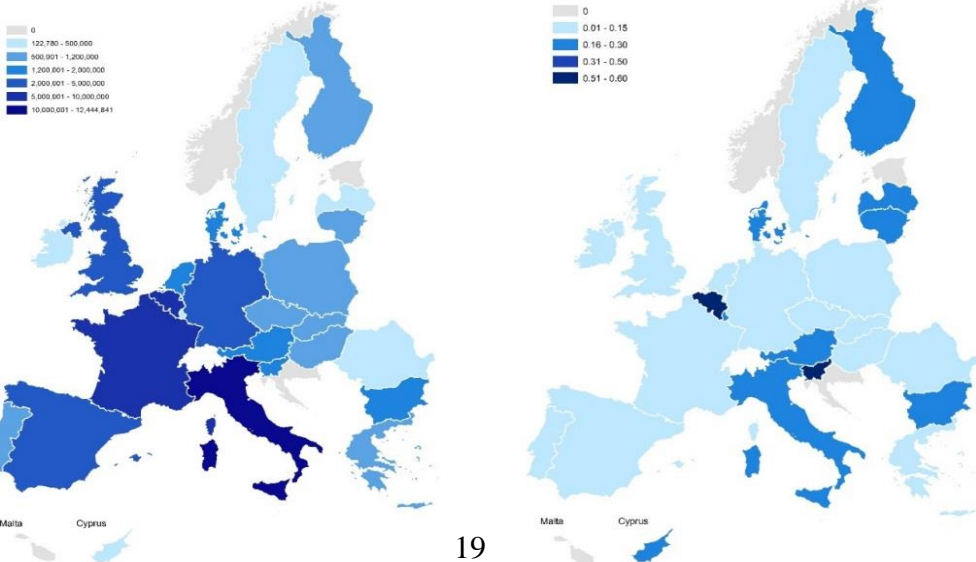 0
122,780 - 500,000
500,901 - 1,200,000
1,200,001 - 2,000,000
2,000,001 - 5,000,000
5,000,001 - 10,000,000
10,000,001 - 12,444,841
Malta Cyprus
0
0.01 - 0.15
0.16 - 0.30
0.31 - 0.50
0.51 - 0.60
Malta Cyprus
19